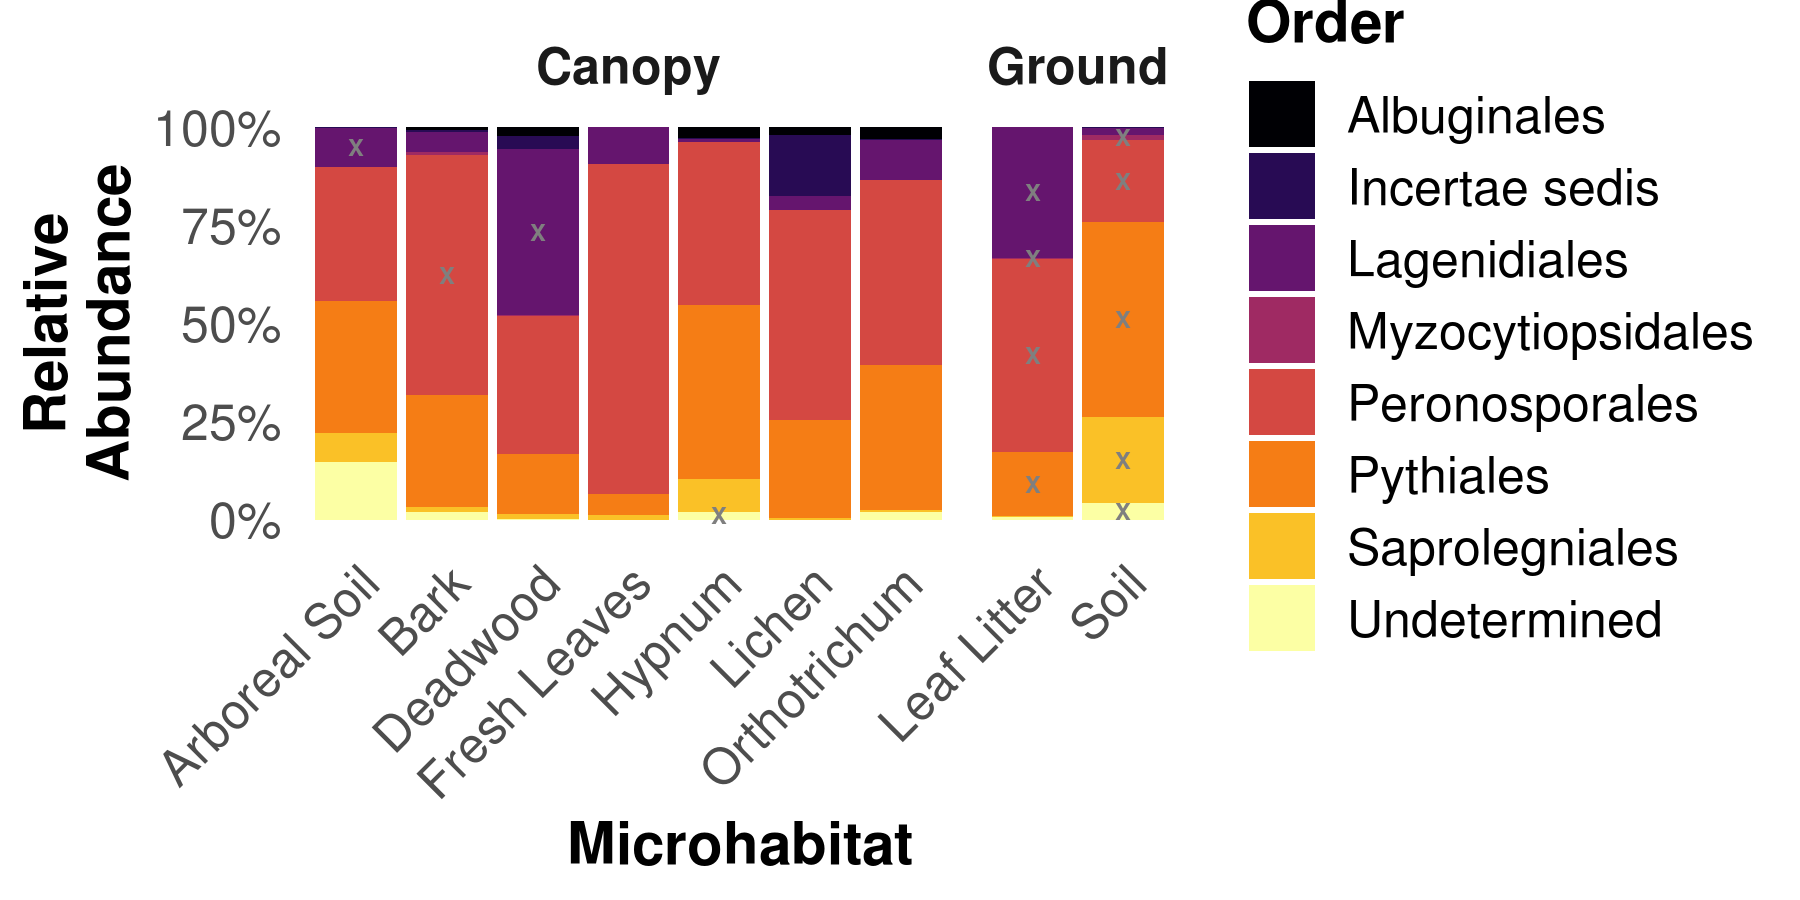 Order
Canopy
Ground
Relative
Abundance
100%
75%
50%
25%
0%
x
x
x
x
x
x
x
x
x
x
x
x
x
Albuginales
Incertae sedis
Lagenidiales
Myzocytiopsidales
Peronosporales
Pythiales
Saprolegniales
Undetermined
Arboreal Soil
Bark
Deadwood
Fresh Leaves
Hypnum
Lichen
Orthotrichum
Leaf Litter
Soil
Microhabitat